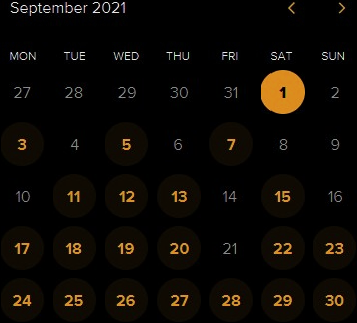 September 2021
MON TUE WED THU FRI SAT SUN
27 28 29 30 31 1 2
3 4 5 6 7 8 9
10 11 12 13 14 15 16
17 18 19 20 21 22 23
24 25 26 27 28 29 30